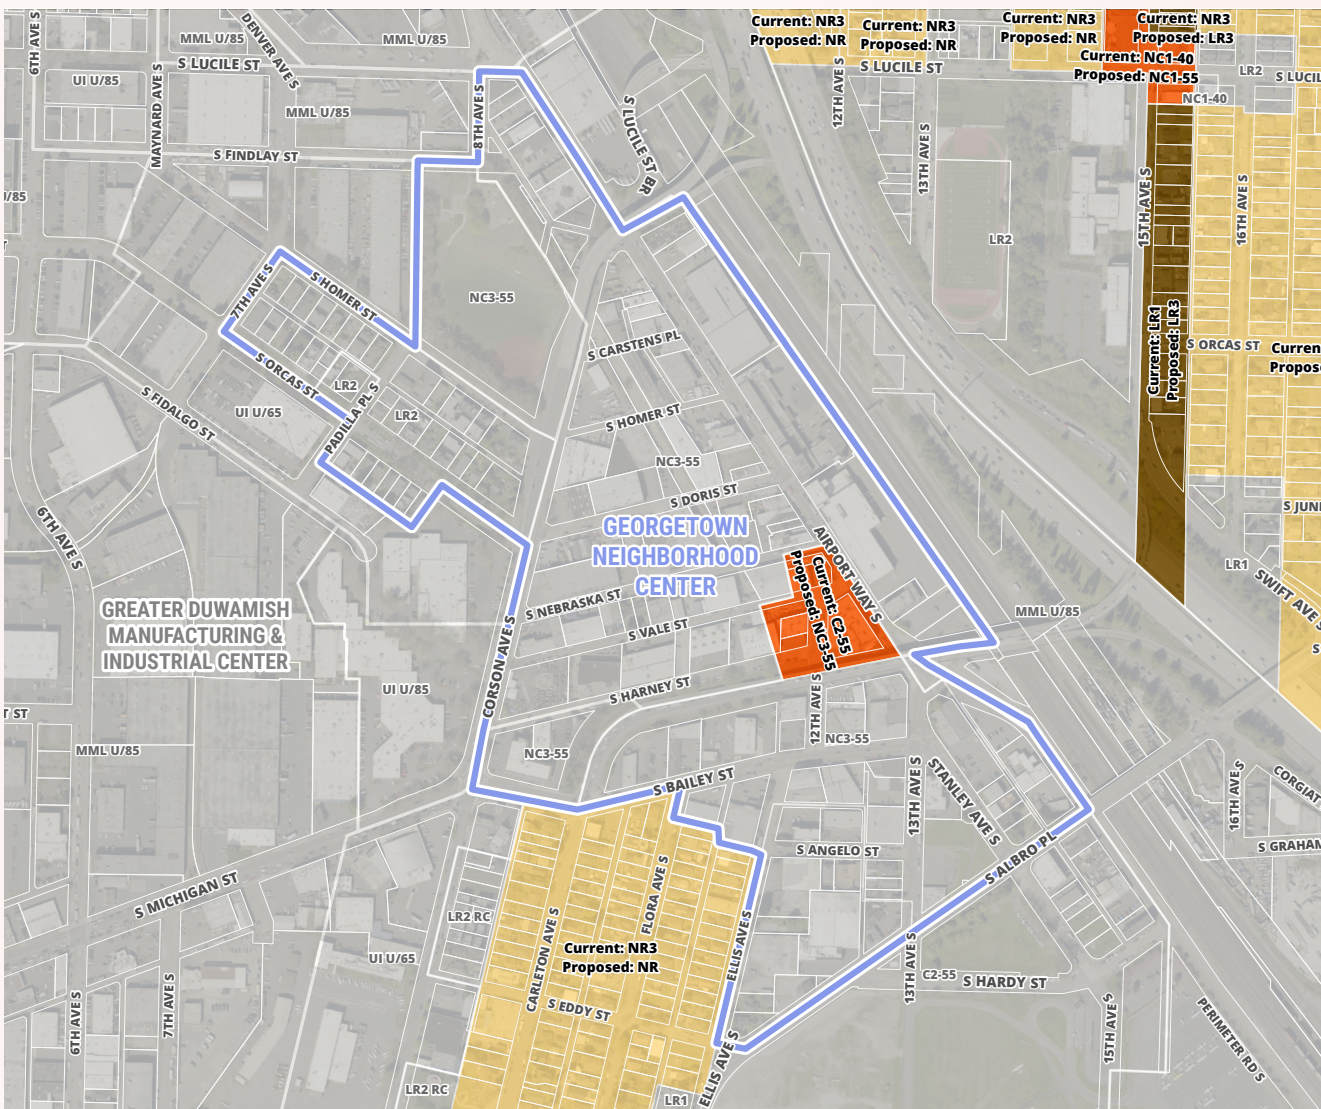 6TH AVE S
MML U/85
DENVER AVE S
MML U/85
S LUCILE ST
UI U/85
MAYNARD AVE S
MML U/85
8TH AVE S
S FINDLAY ST
S LUCILE ST BR
Current: NR3
Proposed: NR
Current: NR3
Proposed: NR
Current: NR3
Proposed: NR
Current: NR3
Proposed: LR3
Current: NC1-40
Proposed: NC1-55
S LUCILE ST
12TH AVE S
13TH AVE S
LR2
S LUCIL
NC1-40
15TH AVE S
16TH AVE S
LR2
U/85
7TH AVE S
S HOMER ST
NC3-55
S CARSTENS PL
Current: LR1
Proposed: LR3
S ORCAS ST
Curren
Propos
S ORCAS ST
LR2
PADILLA PL S
LR2
UI U/65
S FIDALGO ST
S HOMER ST
NC3-55
S DORIS ST
6TH AVE S
GEORGETOWN
NEIGHBORHOOD
CENTER
AIRPORT WAY S
Current: C2-55
Proposed: NC3-55
S JUN
LR1
SWIFT AVE S
S
GREATER DUWAMISH
MANUFACTURING &
INDUSTRIAL CENTER
S NEBRASKA ST
S VALE ST
MML U/85
CORSON AVE S
S HARNEY ST
UI U/85
T ST
MML U/85
NC3-55
12TH AVE S
NC3-55
S BAILEY ST
13TH AVE S
STANLEY AVE S
16TH AVE S
CORGIAT
S GRAHAM
S ANGELO ST
S ALBRO PL
S MICHIGAN ST
LR2 RC
FLORA AVE S
CARLETON AVE S
Current: NR3
Proposed: NR
ELLIS AVE S
UI U/65
13TH AVE S
C2-55
S HARDY ST
S EDDY ST
6TH AVE S
7TH AVE S
15TH AVE S
PERIMETER RD S
ELLIS AVE S
LR2 RC
LR1